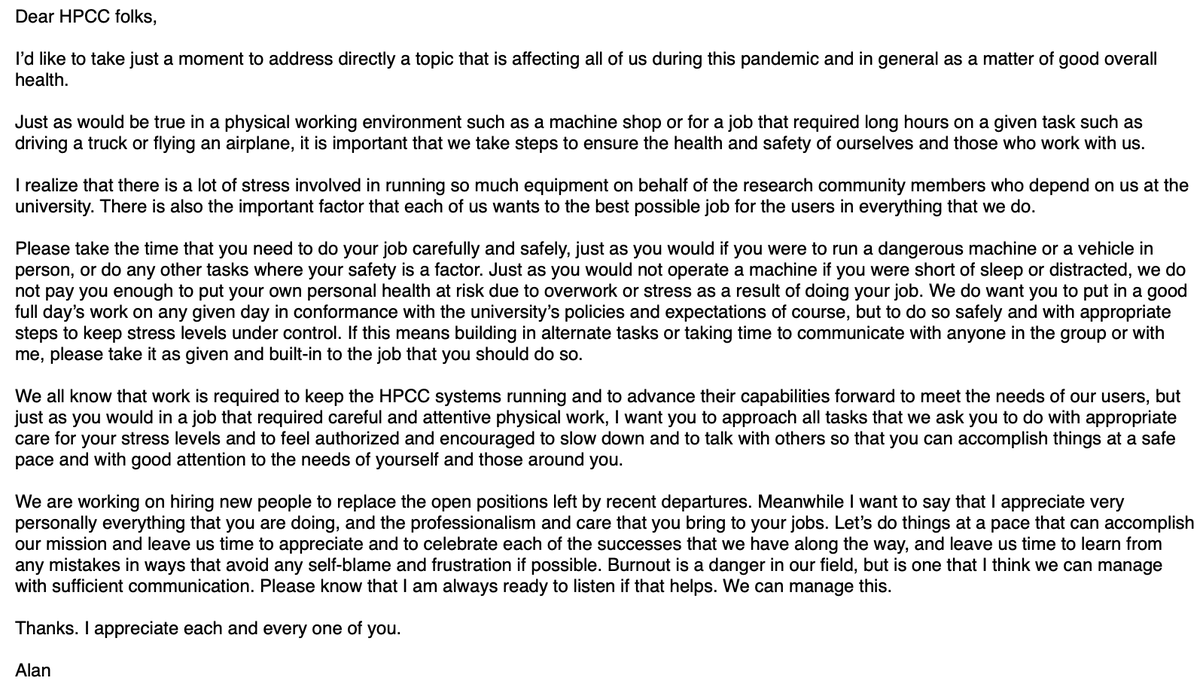 Dear HPCC folks,
I'd like to take just a moment to address directly a topic that is affecting all of us during this pandemic and in general as a matter of good overall
health.
Just as would be true in a physical working environment such as a machine shop or for a job that required long hours on a given task such as
driving a truck or flying an airplane, it is important that we take steps to ensure the health and safety of ourselves and those who work with us.
I realize that there is a lot of stress involved in running so much equipment on behalf of the research community members who depend on us at the
university. There is also the important factor that each of us wants to the best possible job for the users in everything that we do.
Please take the time that you need to do your job carefully and safely, just as you would if you were to run a dangerous machine or a vehicle in
person, or do any other tasks where your safety is a factor. Just as you would not operate a machine if you were short of sleep or distracted, we do
not pay you enough to put your own personal health at risk due to overwork or stress as a result of doing your job. We do want you to put in a good
full day's work on any given day in conformance with the university's policies and expectations of course, but to do so safely and with appropriate
steps to keep stress levels under control. If this means building in alternate tasks or taking time to communicate with anyone in the group or with
me, please take it as given and built-in to the job that you should do so.
We all know that work is required to keep the HPCC systems running and to advance their capabilities forward to meet the needs of our users, but
just as you would in a job that required careful and attentive physical work, I want you to approach all tasks that we ask you to do with appropriate
care for your stress levels and to feel authorized and encouraged to slow down and to talk with others so that you can accomplish things at a safe
pace and with good attention to the needs of yourself and those around you.
We are working on hiring new people to replace the open positions left by recent departures. Meanwhile I want to say that I appreciate very
personally everything that you are doing, and the professionalism and care that you bring to your jobs. Let's do things at a pace that can accomplish
our mission and leave us time to appreciate and to celebrate each of the successes that we have along the way, and leave us time to learn from
any mistakes in ways that avoid any self-blame and frustration if possible. Burnout is a danger in our field, but is one that I think we can manage
with sufficient communication. Please know that I am always ready to listen if that helps. We can manage this.
Thanks. I appreciate each and every one of you.
Alan